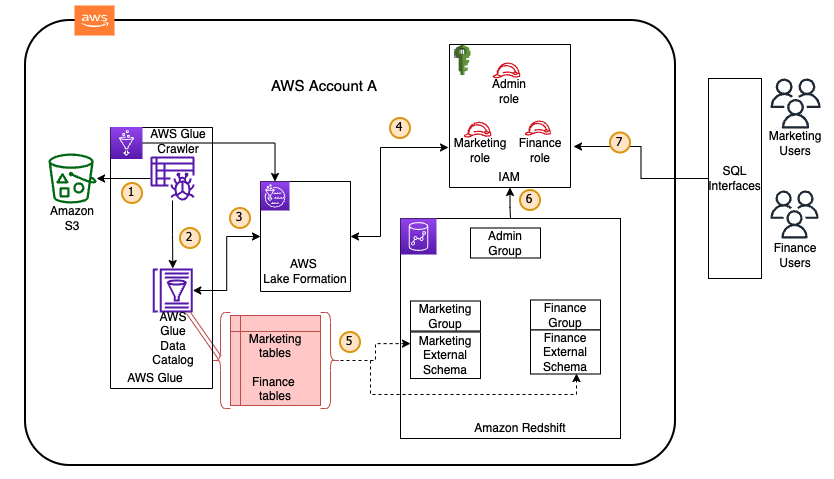 aws
AWS Account A
Admin
role
Marketing
role
Finance
role
IAM
4
7
AWS Glue
Crawler
1
Amazon
S3
2
3
AWS
Lake Formation
AWS
Glue
Data
Catalog
AWS Glue
Marketing
tables
Finance
tables
5
6
Admin
Group
Marketing
Group
Marketing
External
Schema
Finance
Group
Finance
External
Schema
Amazon Redshift
SQL
Interfaces
Marketing
Users
Finance
Users